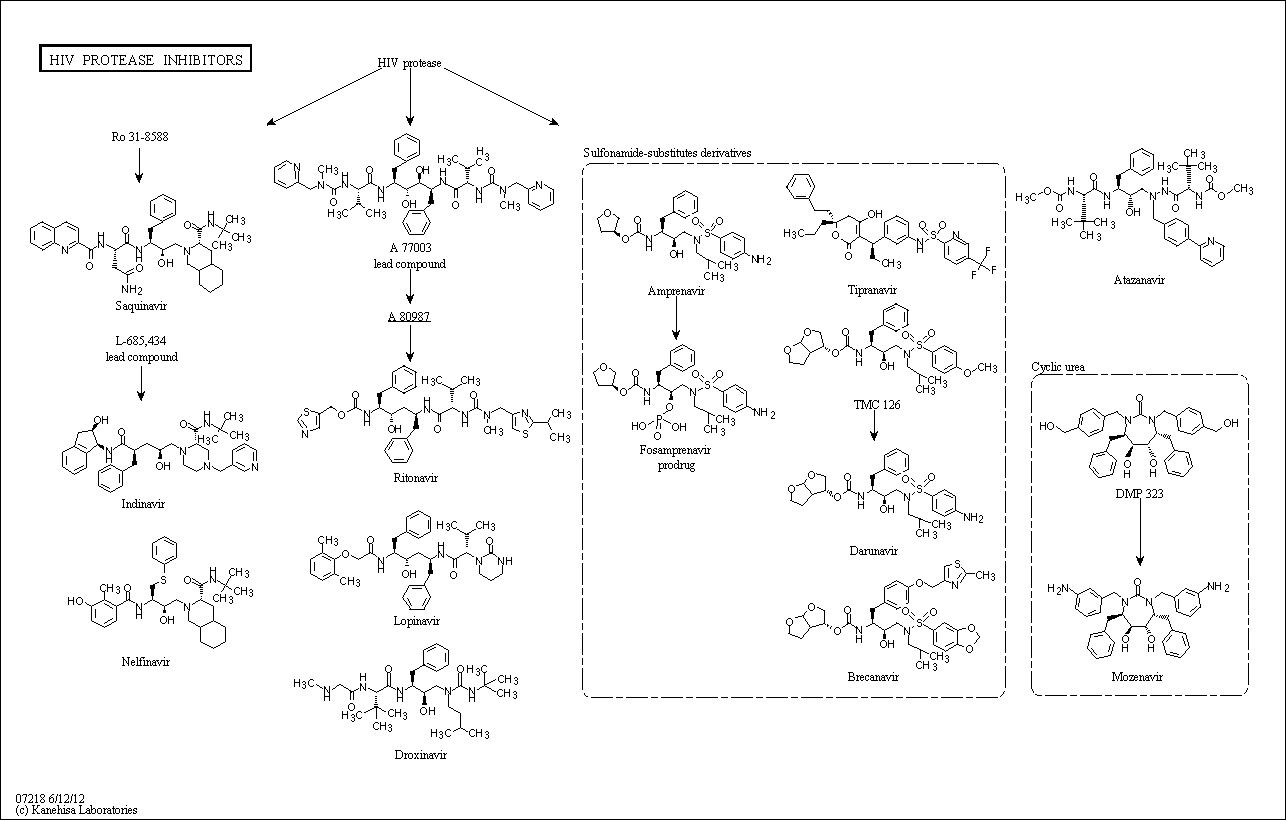 HIV PROTEASE INHIBITORS
HIV protease
Ro 31-8588
Saquinavir
L-685,434
lead compound
Indinavir
Nelfinavir
A 77003
lead compound
A 80987
Ritonavir
Lopinavir
Droxinavir
Sulfonamide-substitutes derivatives
Amprenavir
Fosamprenavir
prodrug
Tipranavir
TMC 126
Darunavir
Brecanavir
Atazanavir
Cyclic urea
DMP 323
Mozenavir
07218 6/12/12
(c) Kanehisa Laboratories